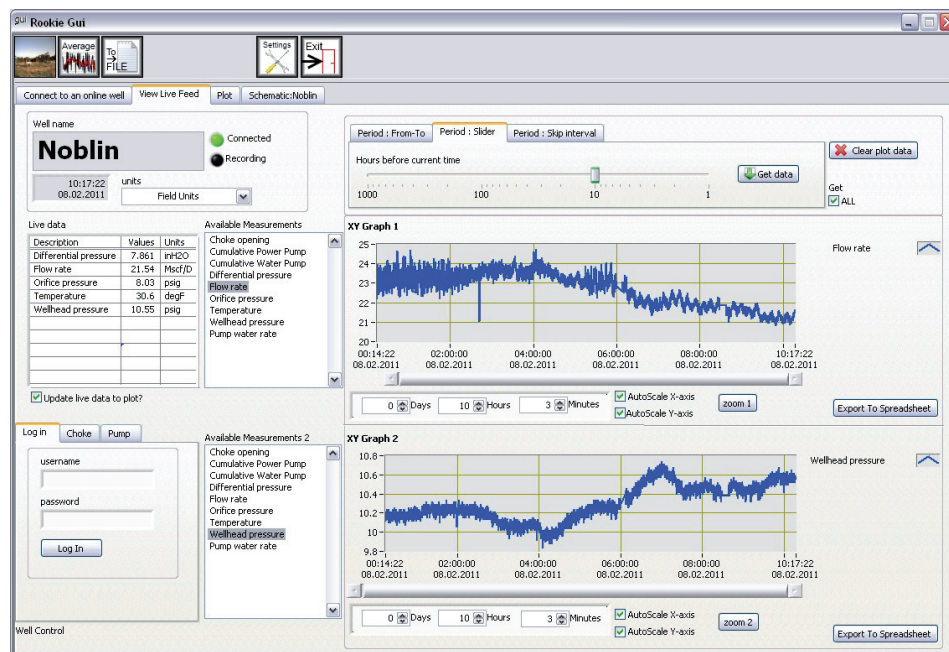 gui Rookie Gui
Average
To
FILE
Settings
Exit
Connect to an online well
View Live Feed
Plot
Schematic:Noblin
Well name
Noblin
Connected
Recording
10:17:22
08.02.2011
units
Field Units
Period : From-To
Period : Slider
Period : Skip interval
Hours before current time
1000 100 10 1
Get data
Clear plot data
Get
ALL
Live data
Description Values Units
Differential pressure 7.861 inH2O
Flow rate 21.54 Mscf/D
Orifice pressure 8.03 psig
Temperature 30.6 degF
Wellhead pressure 10.55 psig
Update live data to plot?
Available Measurements
Choke opening
Cumulative Power Pump
Cumulative Water Pump
Differential pressure
Flow rate
Orifice pressure
Temperature
Wellhead pressure
Pump water rate
XY Graph 1
Flow rate
25
24
23
22
21
20
00:14:22 02:00:00 04:00:00 06:00:00 08:00:00 10:17:22
08.02.2011 08.02.2011 08.02.2011 08.02.2011 08.02.2011 08.02.2011
0 Days 10 Hours 3 Minutes
AutoScale X-axis
AutoScale Y-axis
zoom 1
Export To Spreadsheet
Log in
Choke
Pump
username
password
Log In
Well Control
Available Measurements 2
Choke opening
Cumulative Power Pump
Cumulative Water Pump
Differential pressure
Flow rate
Orifice pressure
Temperature
Wellhead pressure
Pump water rate
XY Graph 2
Wellhead pressure
10.8
10.6
10.4
10.2
10
9.8
00:14:22 02:00:00 04:00:00 06:00:00 08:00:00 10:17:22
08.02.2011 08.02.2011 08.02.2011 08.02.2011 08.02.2011 08.02.2011
0 Days 10 Hours 3 Minutes
AutoScale X-axis
AutoScale Y-axis
zoom 2
Export To Spreadsheet